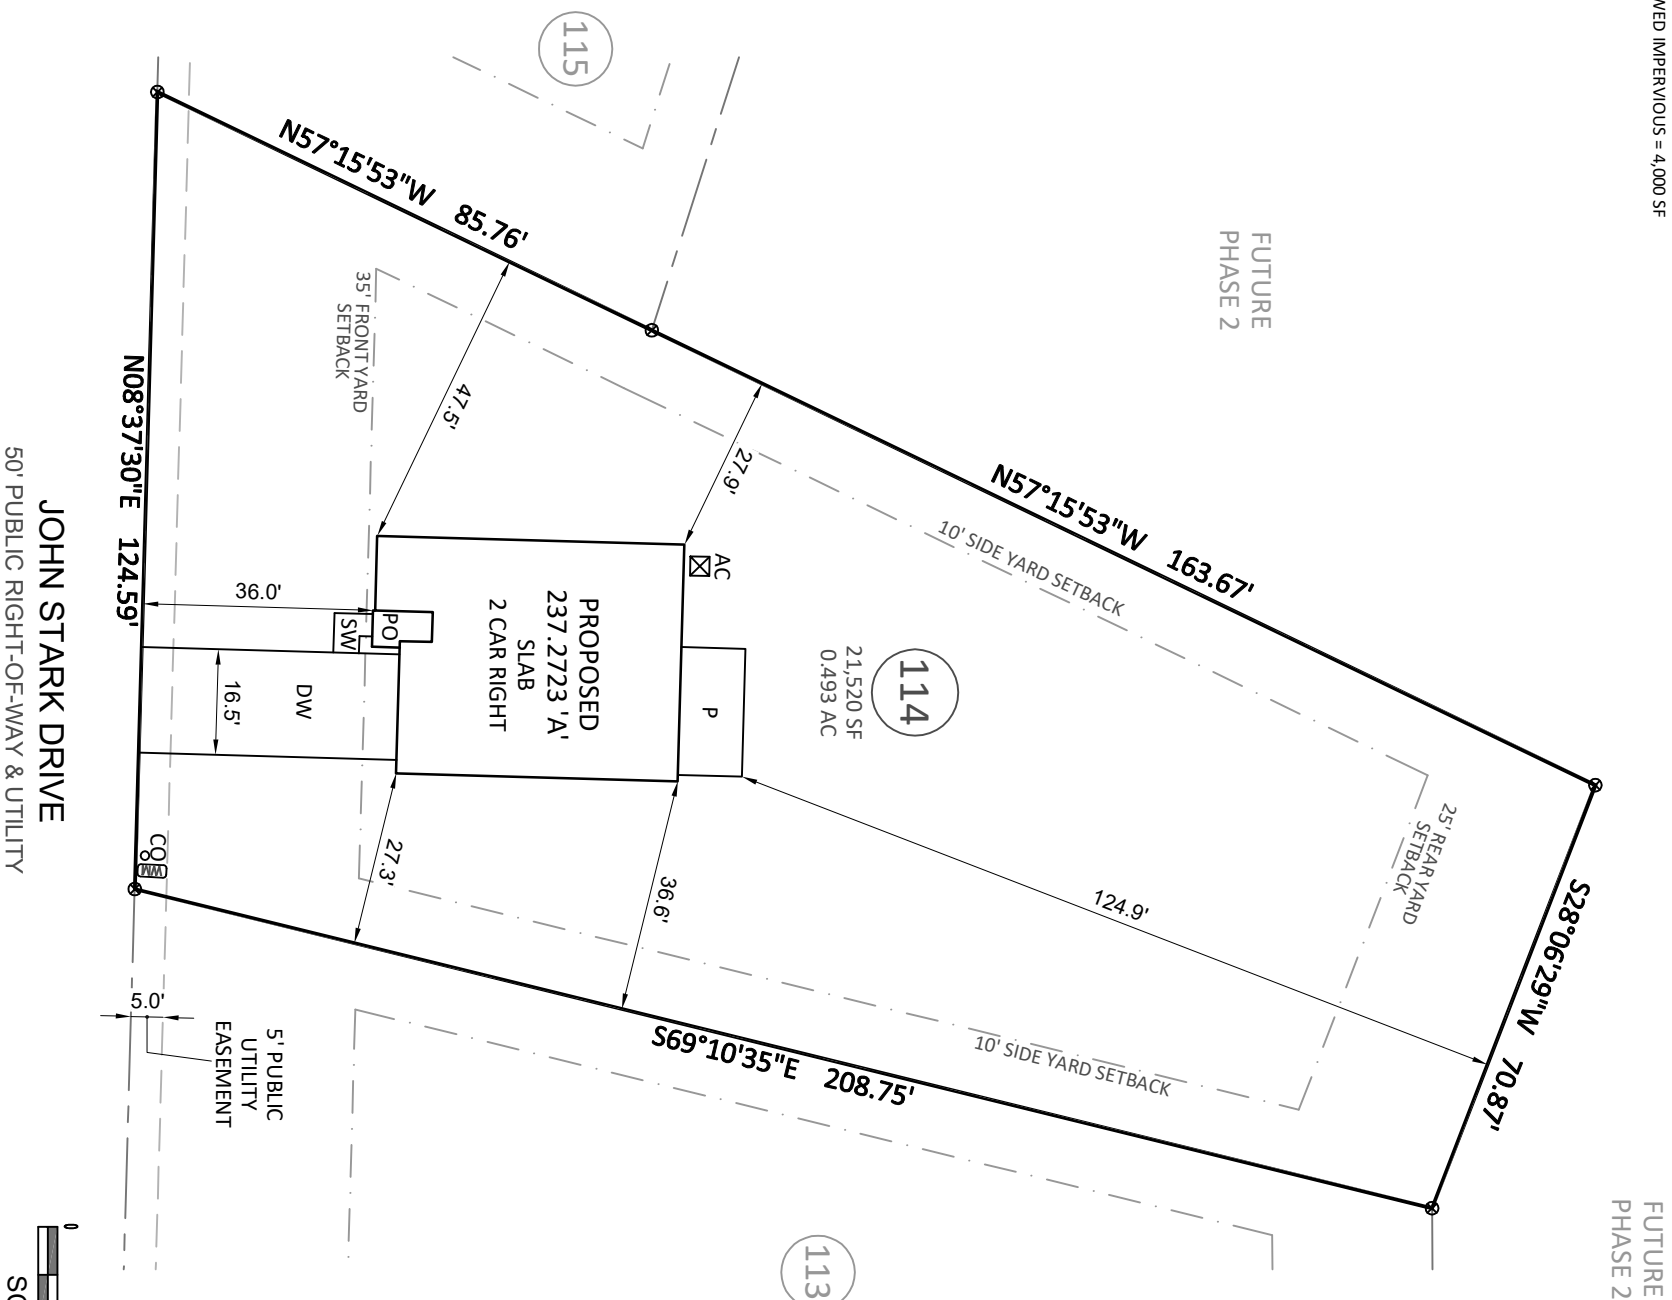 WED IMPERVIOUS = 4,000 SF
FUTURE
PHASE 2
FUTURE
PHASE 2
115
N57°15'53"W 85.76'
N57°15'53"W 163.67'
S28°06'29"W 70.87'
25' REAR YARD
SETBACK
10' SIDE YARD SETBACK
114
21,520 SF
0.493 AC
124.9'
27.9'
47.5'
AC
P
PROPOSED
237.2723 'A'
SLAB
2 CAR RIGHT
PO
SW
35' FRONT YARD
SETBACK
36.0'
DW
16.5'
36.6'
27.3'
10' SIDE YARD SETBACK
S69°10'35"E 208.75'
113
CO
WM
N08°37'30"E 124.59'
5.0'
5' PUBLIC
UTILITY
EASEMENT
JOHN STARK DRIVE
50' PUBLIC RIGHT-OF-WAY & UTILITY
0